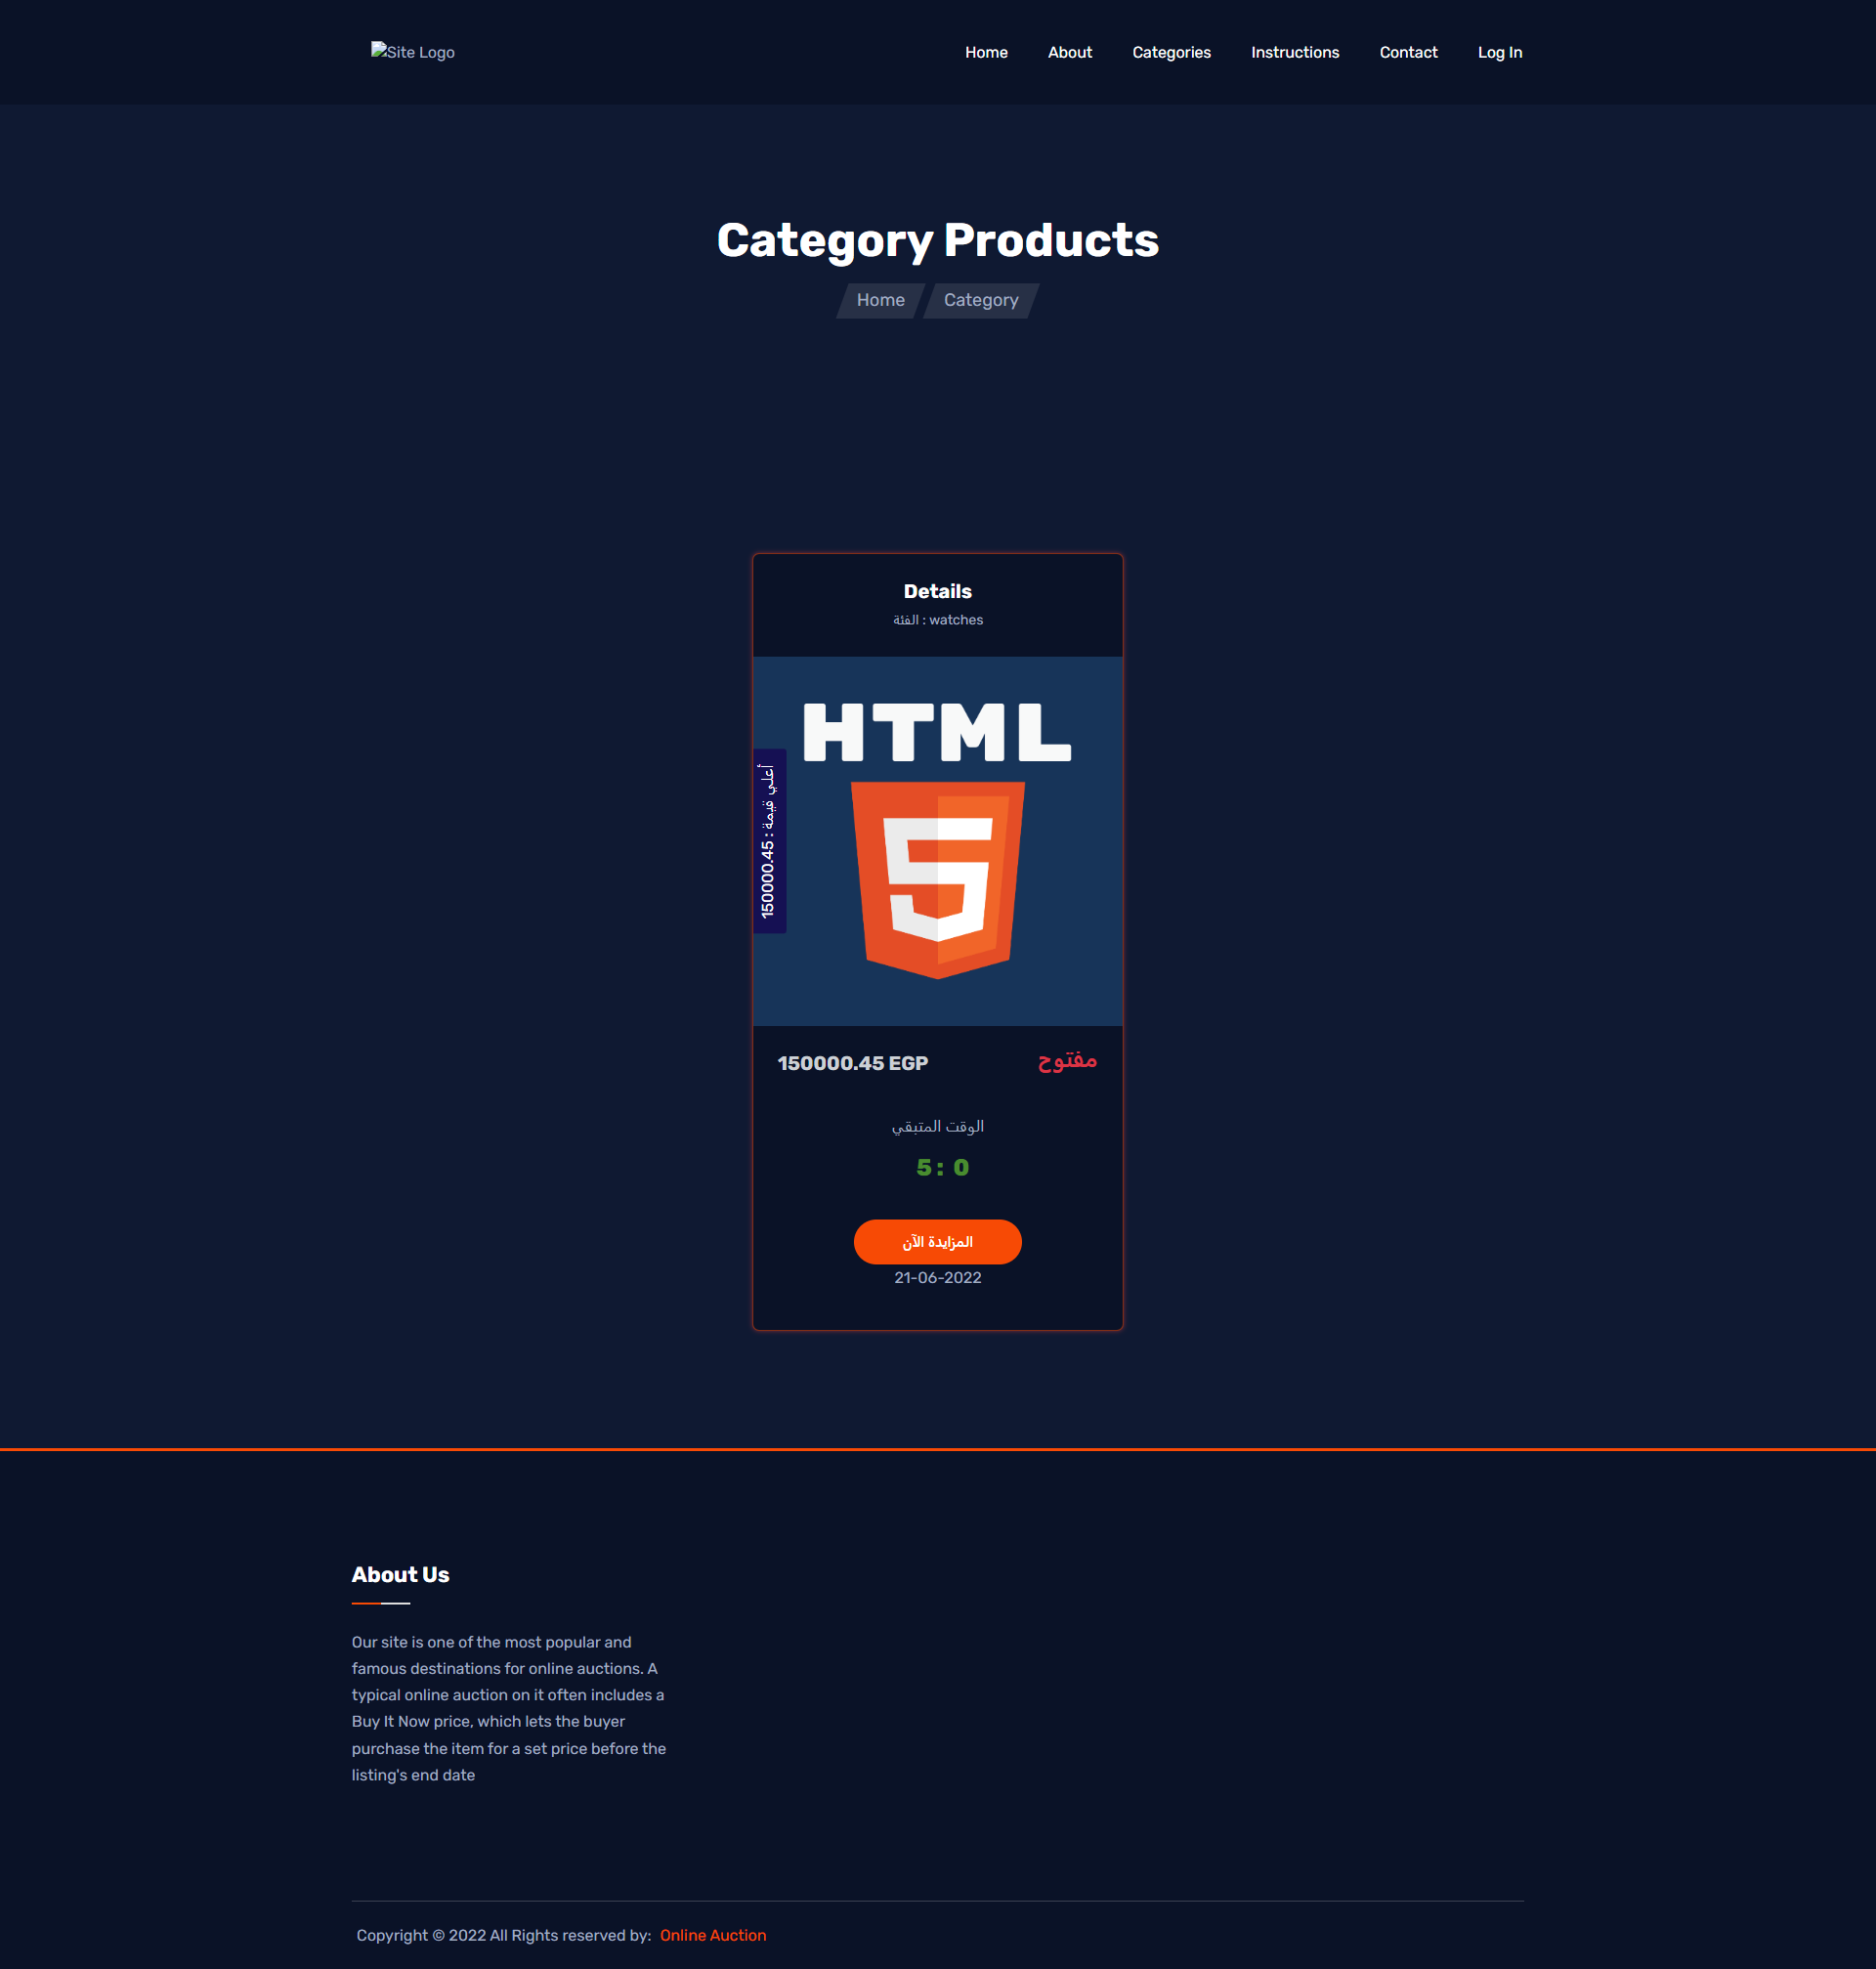 Site Logo
Home About Categories Instructions Contact Log In
Category Products
Home Category
Details
الفئة : watches
HTML
5
أعلي قيمة : 150000.45
150000.45 EGP مفتوح
الوقت المتبقي
5 : 0
المزايدة الآن
21-06-2022
About Us
Our site is one of the most popular and
famous destinations for online auctions. A
typical online auction on it often includes a
Buy It Now price, which lets the buyer
purchase the item for a set price before the
listing's end date
Copyright © 2022 All Rights reserved by: Online Auction